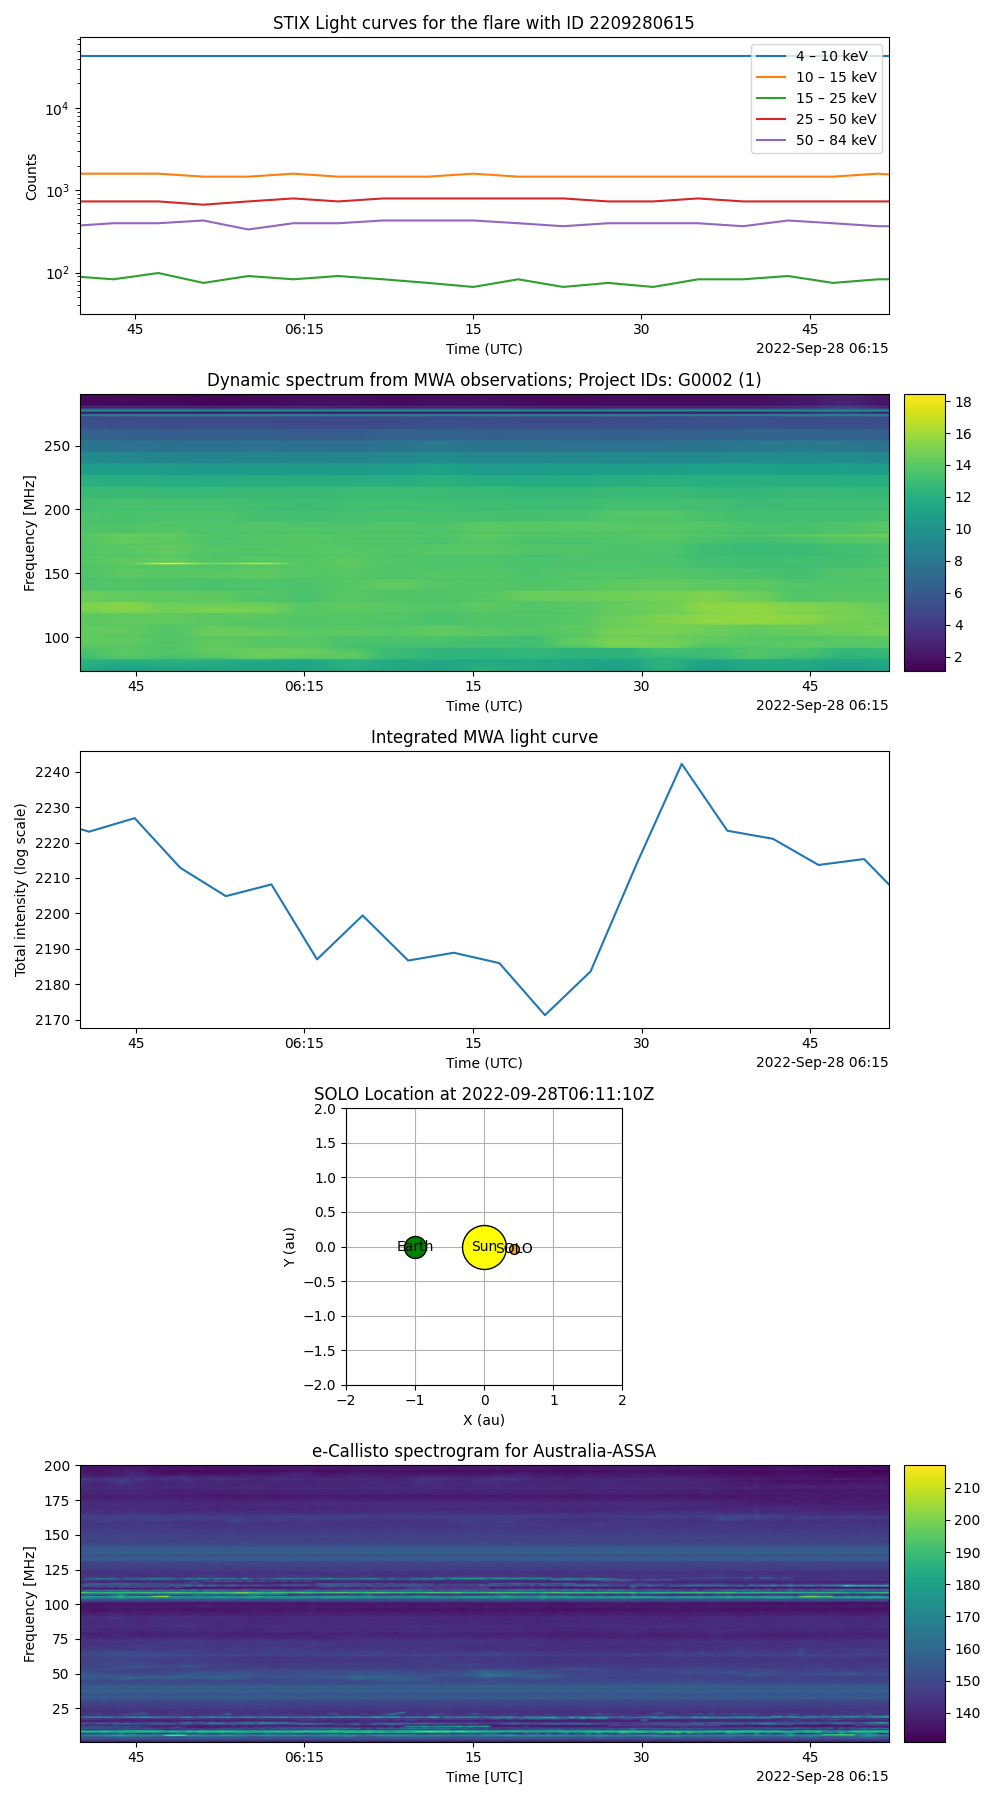 STIX Light curves for the flare with ID 2209280615
4 – 10 keV
10 – 15 keV
15 – 25 keV
25 – 50 keV
50 – 84 keV
Counts
10^4
10^3
10^2
45 06:15 15 30 45
Time (UTC)
2022-Sep-28 06:15
Dynamic spectrum from MWA observations; Project IDs: G0002 (1)
Frequency [MHz]
250
200
150
100
18
16
14
12
10
8
6
4
2
45 06:15 15 30 45
Time (UTC)
2022-Sep-28 06:15
Integrated MWA light curve
Total intensity (log scale)
2240
2230
2220
2210
2200
2190
2180
2170
45 06:15 15 30 45
Time (UTC)
2022-Sep-28 06:15
SOLO Location at 2022-09-28T06:11:10Z
Y (au)
2.0
1.5
1.0
0.5
0.0
−0.5
−1.0
−1.5
−2.0
Earth
Sun
SOLO
−2 −1 0 1 2
X (au)
e-Callisto spectrogram for Australia-ASSA
Frequency [MHz]
200
175
150
125
100
75
50
25
210
200
190
180
170
160
150
140
45 06:15 15 30 45
Time [UTC]
2022-Sep-28 06:15